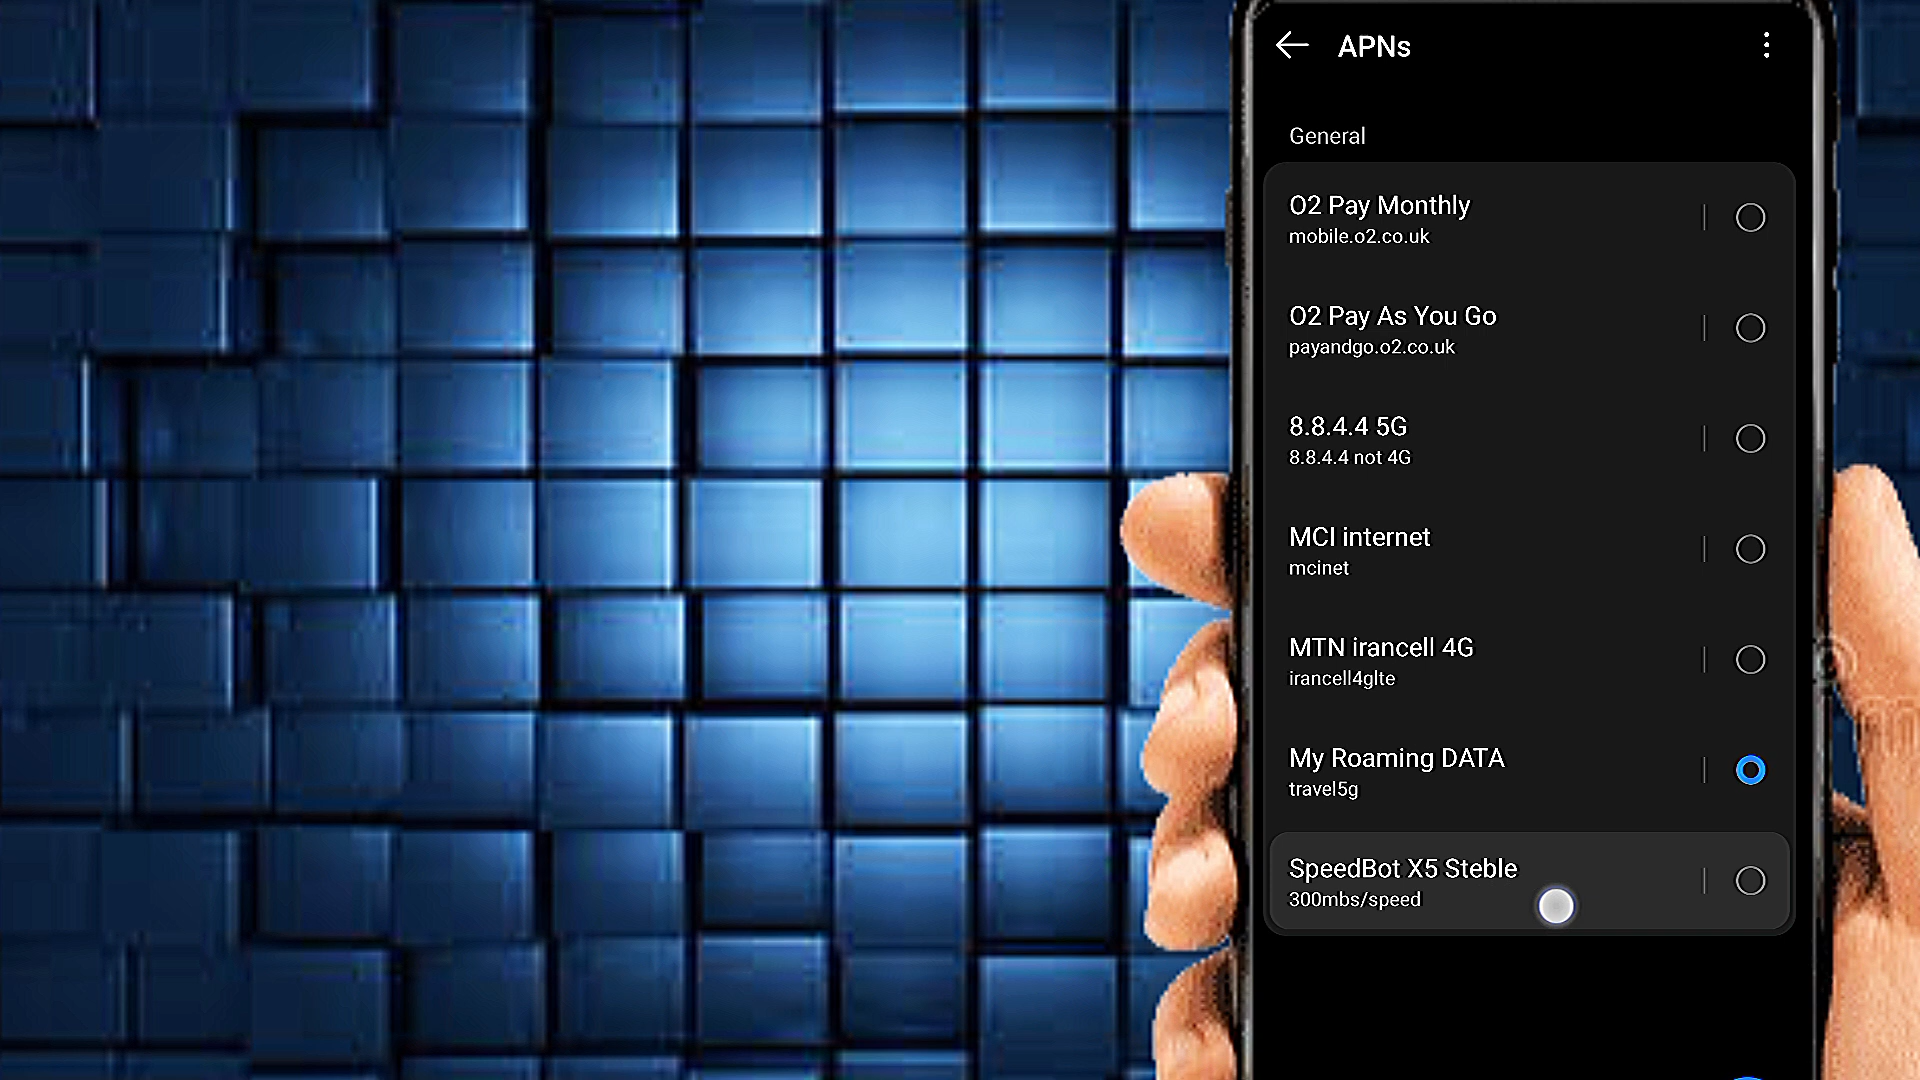 APNs
General
O2 Pay Monthly
mobile.o2.co.uk
O2 Pay As You Go
payandgo.o2.co.uk
8.8.4.4 5G
8.8.4.4 not 4G
MCI internet
mcinet
MTN irancell 4G
irancell4glte
My Roaming DATA
travel5g
SpeedBot X5 Steble
300mbs/speed